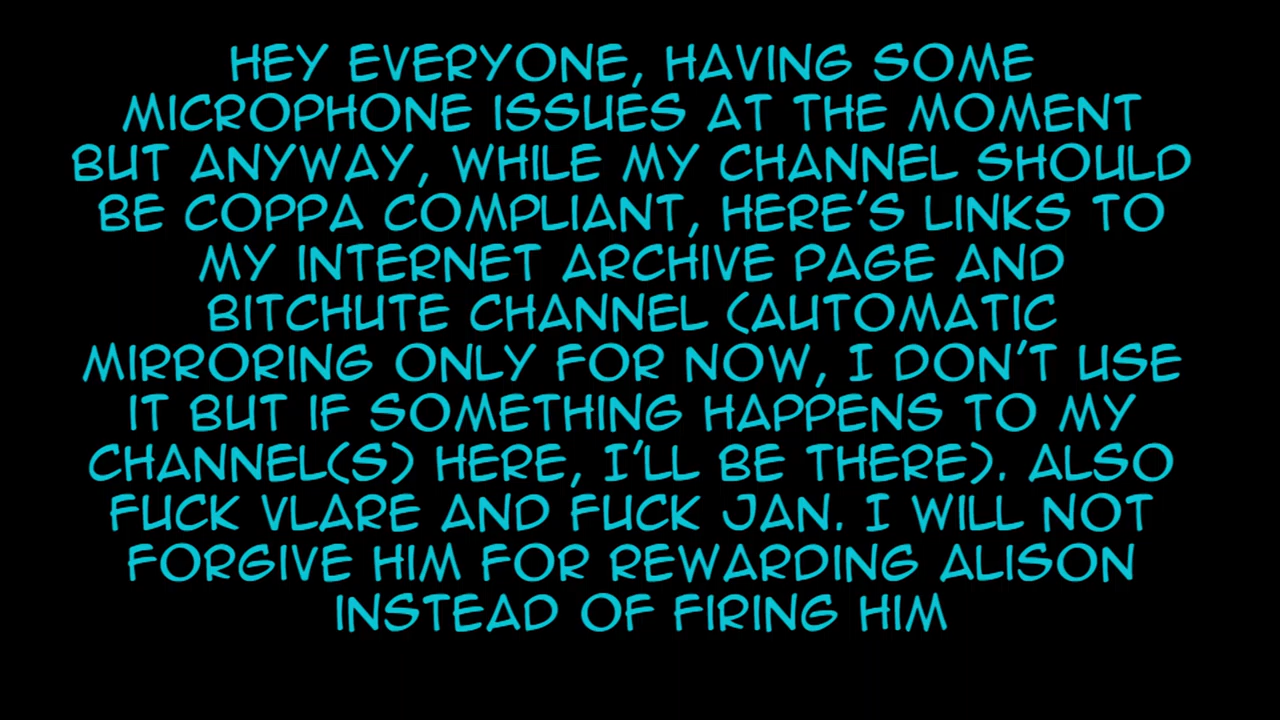 HEY EVERYONE, HAVING SOME
MICROPHONE ISSUES AT THE MOMENT
BUT ANYWAY, WHILE MY CHANNEL SHOULD
BE COPPA COMPLIANT, HERE'S LINKS TO
MY INTERNET ARCHIVE PAGE AND
BITCHUTE CHANNEL (AUTOMATIC
MIRRORING ONLY FOR NOW, I DON'T USE
IT BUT IF SOMETHING HAPPENS TO MY
CHANNEL(S) HERE, I'LL BE THERE). ALSO
FUCK VLARE AND FUCK JAN. I WILL NOT
FORGIVE HIM FOR REWARDING ALISON
INSTEAD OF FIRING HIM